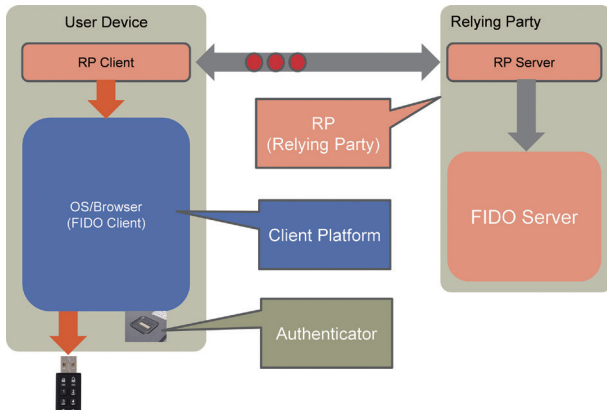 User Device
Relying Party
RP Client
RP Server
RP
(Relying Party)
OS/Browser
(FIDO Client)
Client Platform
FIDO Server
Authenticator